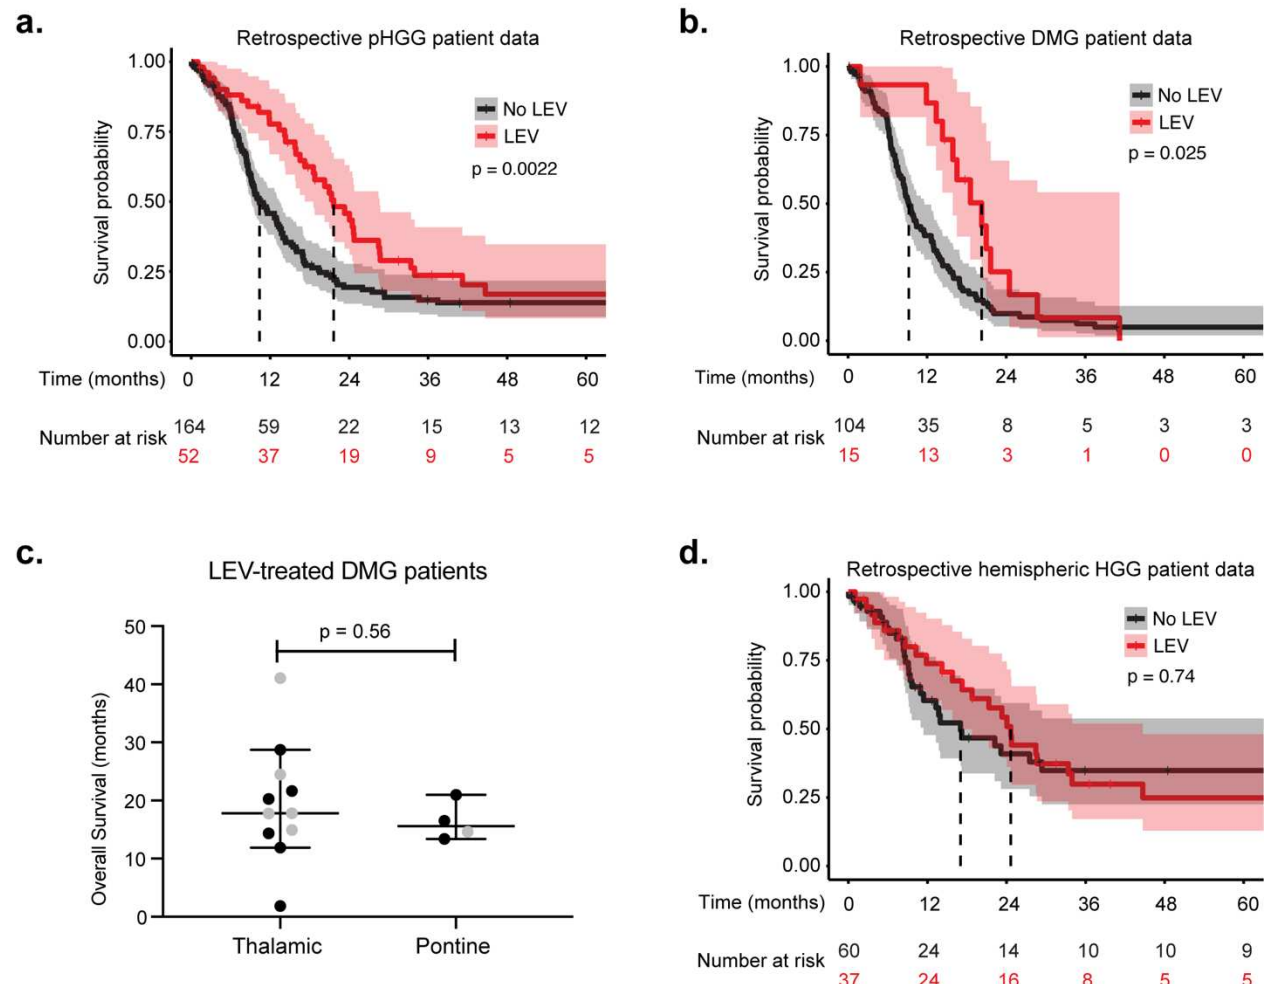 a.
Retrospective pHGG patient data
Survival probability
1.00
0.75
0.50
0.25
0.00
No LEV
LEV
p = 0.0022
Time (months) 0 12 24 36 48 60
Number at risk
164 59 22 15 13 12
52 37 19 9 5 5
b.
Retrospective DMG patient data
Survival probability
1.00
0.75
0.50
0.25
0.00
No LEV
LEV
p = 0.025
Time (months) 0 12 24 36 48 60
Number at risk
104 35 8 5 3 3
15 13 3 1 0 0
c.
LEV-treated DMG patients
Overall Survival (months)
50
40
30
20
10
0
p = 0.56
Thalamic Pontine
d.
Retrospective hemispheric HGG patient data
Survival probability
1.00
0.75
0.50
0.25
0.00
No LEV
LEV
p = 0.74
Time (months) 0 12 24 36 48 60
Number at risk
60 24 14 10 10 9
37 24 16 8 5 5